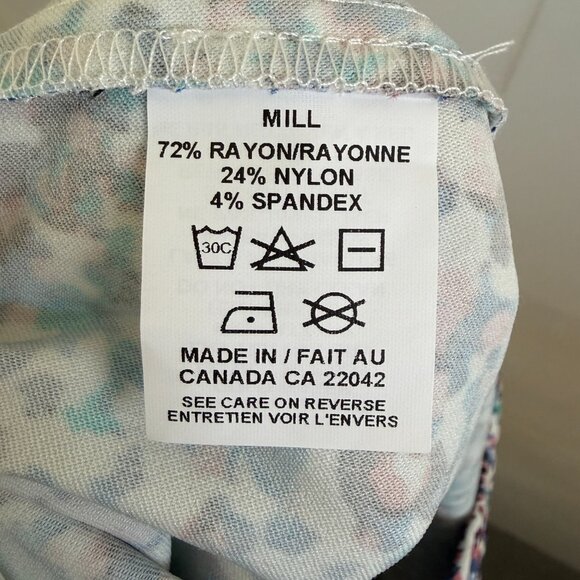 MILL
72% RAYON/RAYONNE
24% NYLON
4% SPANDEX
30C
MADE IN / FAIT AU
CANADA CA 22042
SEE CARE ON REVERSE
ENTRETIEN VOIR L'ENVERS